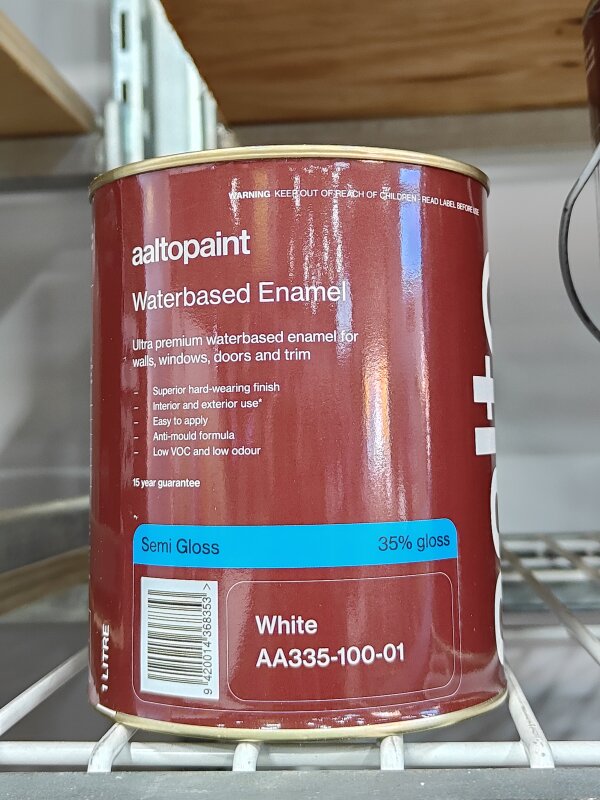 WARNING KEEP OUT OF REACH OF CHILDREN - READ LABEL BEFORE USE
aaltopaint
Waterbased Enamel
Ultra premium waterbased enamel for
walls, windows, doors and trim
– Superior hard-wearing finish
– Interior and exterior use*
– Easy to apply
– Anti-mould formula
– Low VOC and low odour
15 year guarantee
Semi Gloss 35% gloss
White
AA335-100-01
9 420014 368353 >
1 LITRE